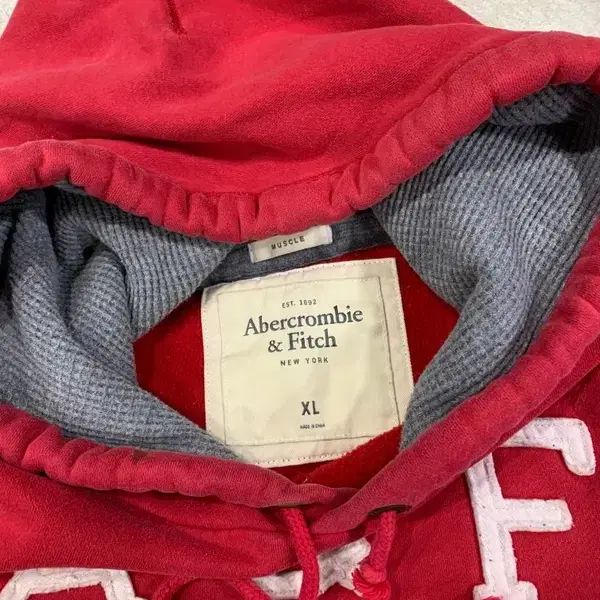 MUSCLE
EST. 1892
Abercrombie
& Fitch
NEW YORK
XL
MADE IN CHINA
F